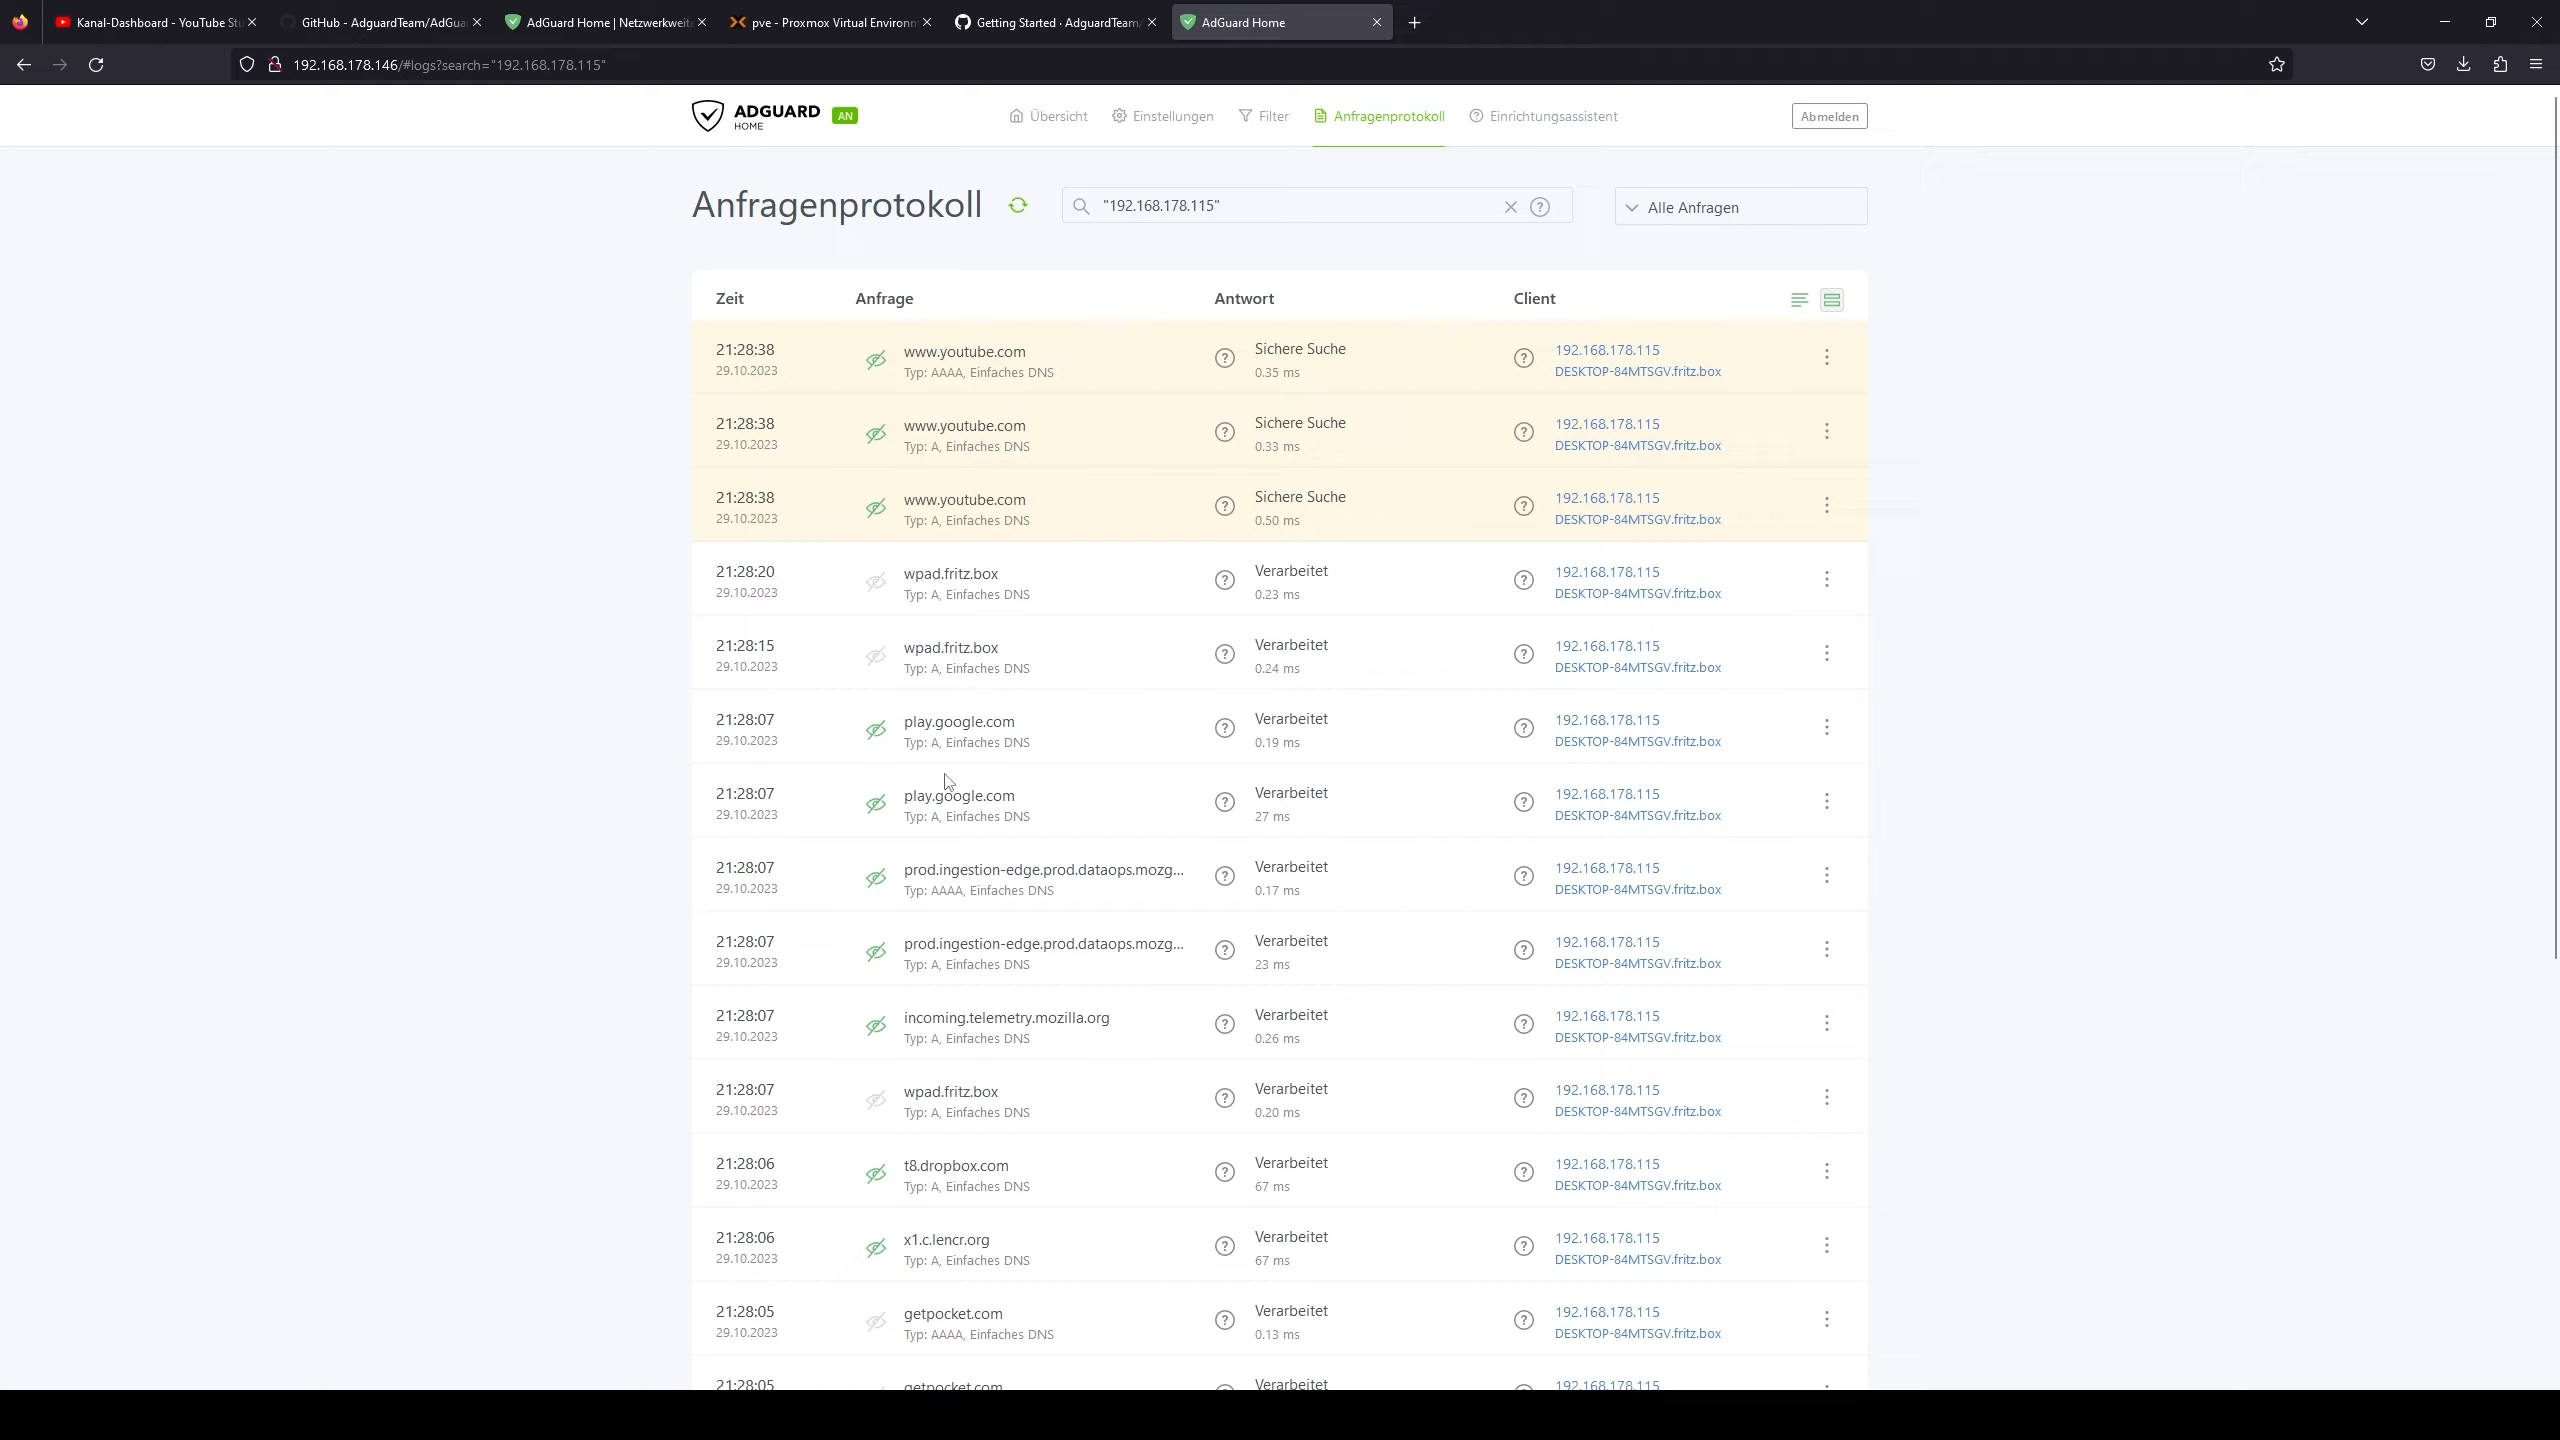 Kanal-Dashboard - YouTube Stu
GitHub - AdguardTeam/AdGua
AdGuard Home | Netzwerkweit
pve - Proxmox Virtual Environm
Getting Started · AdguardTeam/
AdGuard Home
192.168.178.146/#logs?search="192.168.178.115"
ADGUARD
HOME
AN
Übersicht
Einstellungen
Filter
Anfragenprotokoll
Einrichtungsassistent
Abmelden
Anfragenprotokoll
"192.168.178.115"
Alle Anfragen
Zeit Anfrage Antwort Client
21:28:38 www.youtube.com Sichere Suche 192.168.178.115
29.10.2023 Typ: AAAA, Einfaches DNS 0.35 ms DESKTOP-84MTSGV.fritz.box
21:28:38 www.youtube.com Sichere Suche 192.168.178.115
29.10.2023 Typ: A, Einfaches DNS 0.33 ms DESKTOP-84MTSGV.fritz.box
21:28:38 www.youtube.com Sichere Suche 192.168.178.115
29.10.2023 Typ: A, Einfaches DNS 0.50 ms DESKTOP-84MTSGV.fritz.box
21:28:20 wpad.fritz.box Verarbeitet 192.168.178.115
29.10.2023 Typ: A, Einfaches DNS 0.23 ms DESKTOP-84MTSGV.fritz.box
21:28:15 wpad.fritz.box Verarbeitet 192.168.178.115
29.10.2023 Typ: A, Einfaches DNS 0.24 ms DESKTOP-84MTSGV.fritz.box
21:28:07 play.google.com Verarbeitet 192.168.178.115
29.10.2023 Typ: A, Einfaches DNS 0.19 ms DESKTOP-84MTSGV.fritz.box
21:28:07 play.google.com Verarbeitet 192.168.178.115
29.10.2023 Typ: A, Einfaches DNS 27 ms DESKTOP-84MTSGV.fritz.box
21:28:07 prod.ingestion-edge.prod.dataops.mozg... Verarbeitet 192.168.178.115
29.10.2023 Typ: AAAA, Einfaches DNS 0.17 ms DESKTOP-84MTSGV.fritz.box
21:28:07 prod.ingestion-edge.prod.dataops.mozg... Verarbeitet 192.168.178.115
29.10.2023 Typ: A, Einfaches DNS 23 ms DESKTOP-84MTSGV.fritz.box
21:28:07 incoming.telemetry.mozilla.org Verarbeitet 192.168.178.115
29.10.2023 Typ: A, Einfaches DNS 0.26 ms DESKTOP-84MTSGV.fritz.box
21:28:07 wpad.fritz.box Verarbeitet 192.168.178.115
29.10.2023 Typ: A, Einfaches DNS 0.20 ms DESKTOP-84MTSGV.fritz.box
21:28:06 t8.dropbox.com Verarbeitet 192.168.178.115
29.10.2023 Typ: A, Einfaches DNS 67 ms DESKTOP-84MTSGV.fritz.box
21:28:06 x1.c.lencr.org Verarbeitet 192.168.178.115
29.10.2023 Typ: A, Einfaches DNS 67 ms DESKTOP-84MTSGV.fritz.box
21:28:05 getpocket.com Verarbeitet 192.168.178.115
29.10.2023 Typ: AAAA, Einfaches DNS 0.13 ms DESKTOP-84MTSGV.fritz.box
21:28:05 getpocket.com Verarbeitet 192.168.178.115